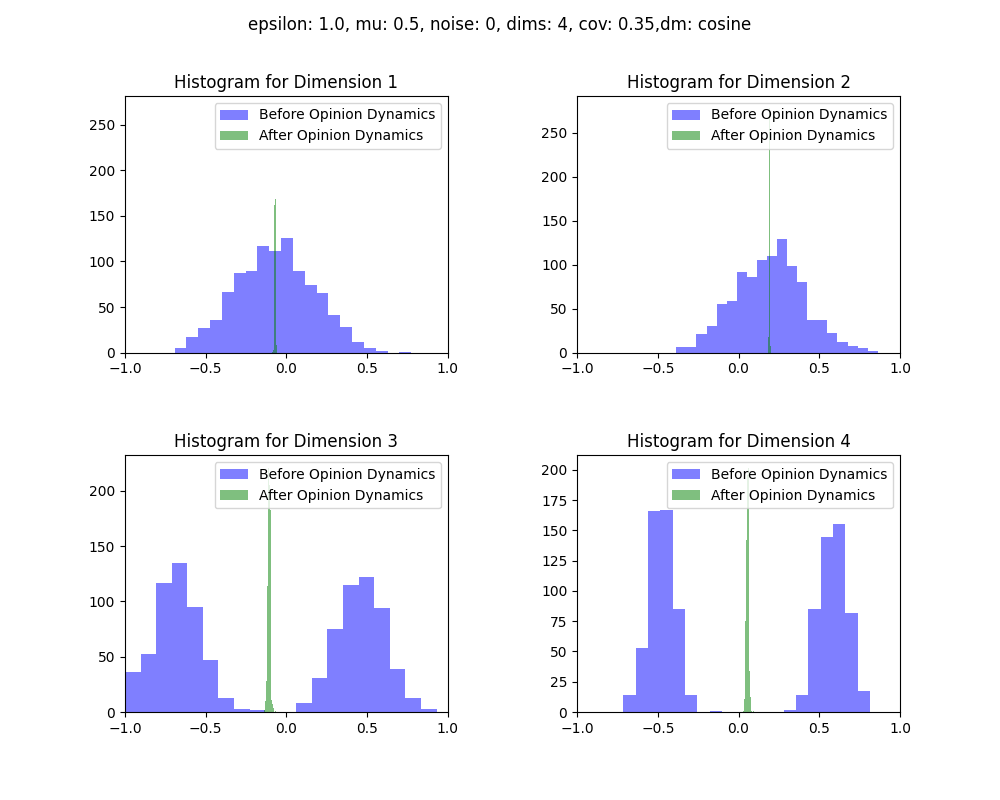 epsilon: 1.0, mu: 0.5, noise: 0, dims: 4, cov: 0.35,dm: cosine
Histogram for Dimension 1
Before Opinion Dynamics
After Opinion Dynamics
250
200
150
100
50
0
−1.0 −0.5 0.0 0.5 1.0
Histogram for Dimension 2
Before Opinion Dynamics
After Opinion Dynamics
250
200
150
100
50
0
−1.0 −0.5 0.0 0.5 1.0
Histogram for Dimension 3
Before Opinion Dynamics
After Opinion Dynamics
200
150
100
50
0
−1.0 −0.5 0.0 0.5 1.0
Histogram for Dimension 4
Before Opinion Dynamics
After Opinion Dynamics
200
175
150
125
100
75
50
25
0
−1.0 −0.5 0.0 0.5 1.0